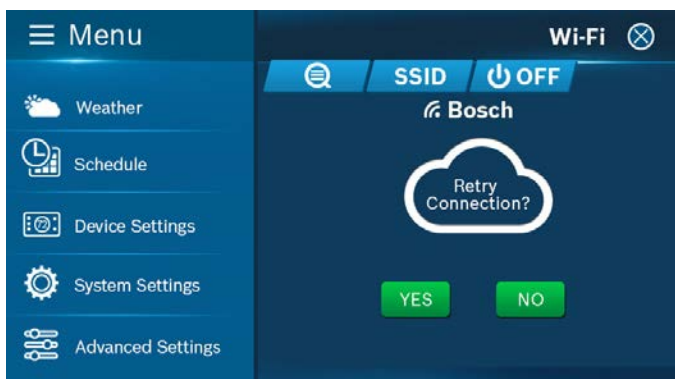 Menu
Wi-Fi
SSID
OFF
Bosch
Weather
Schedule
Device Settings
System Settings
Advanced Settings
Retry
Connection?
YES
NO